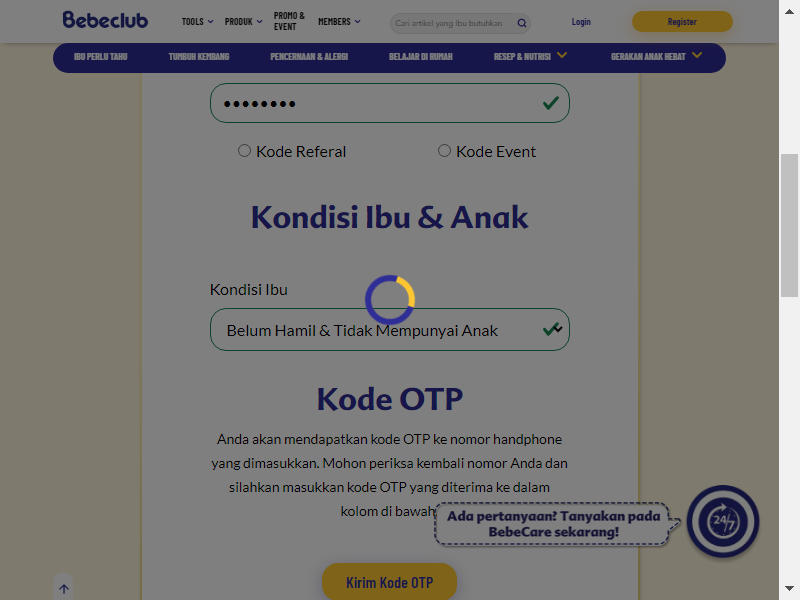 Bebeclub
TOOLS
PRODUK
PROMO & EVENT
MEMBERS
Cari artikel yang ibu butuhkan
Login
Register
IBU PERLU TAHU
TUMBUH KEMBANG
PENCERNAAN & ALERGI
BELAJAR DI RUMAH
RESEP & NUTRISI
GERAKAN ANAK HEBAT
Kode Referal
Kode Event
Kondisi Ibu & Anak
Kondisi Ibu
Belum Hamil & Tidak Mempunyai Anak
Kode OTP
Anda akan mendapatkan kode OTP ke nomor handphone
yang dimasukkan. Mohon periksa kembali nomor Anda dan
silahkan masukkan kode OTP yang diterima ke dalam
kolom di bawah
Ada pertanyaan? Tanyakan pada
BebeCare sekarang!
24/7
Kirim Kode OTP